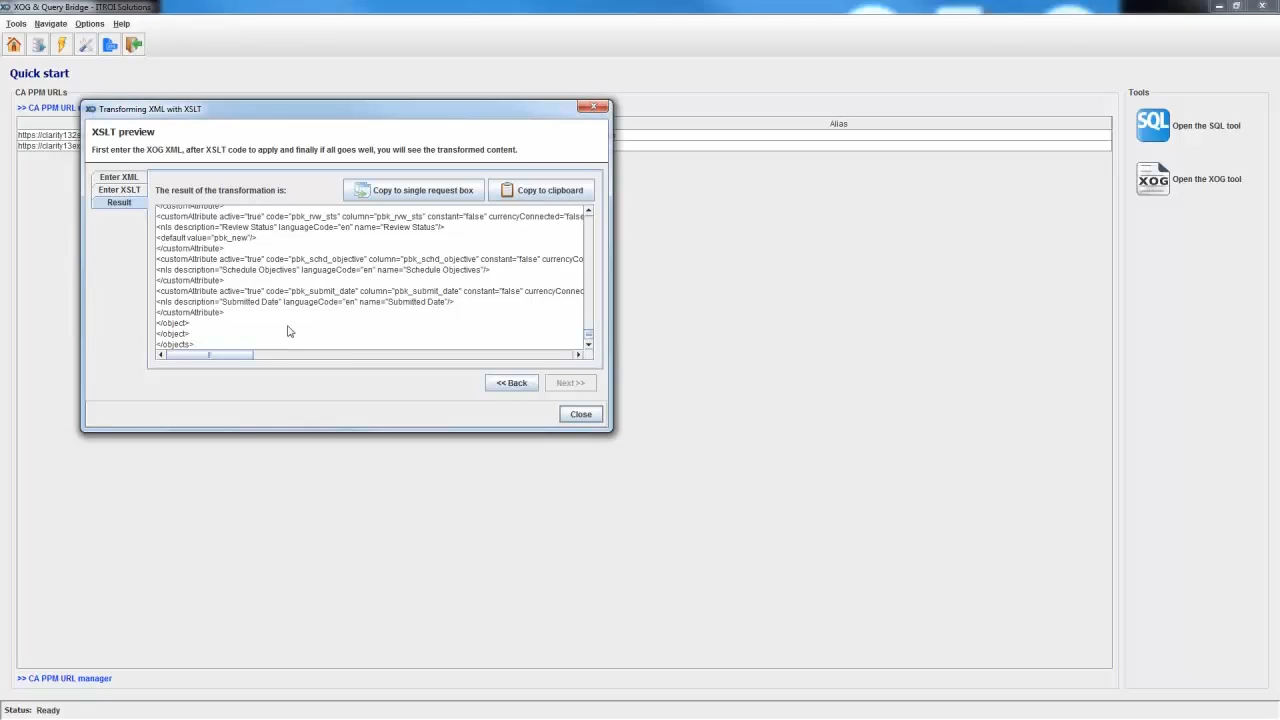 XOG & Query Bridge - ITROI Solutions
Tools Navigate Options Help
Quick start
CA PPM URLs
Tools
>> CA PPM URL
Alias
https://clarity132
https://clarity13ex
SQL Open the SQL tool
XOG Open the XOG tool
Transforming XML with XSLT
XSLT preview
First enter the XOG XML, after XSLT code to apply and finally if all goes well, you will see the transformed content.
Enter XML
Enter XSLT
Result
The result of the transformation is:
Copy to single request box
Copy to clipboard
</customAttribute>
<customAttribute active="true" code="pbk_rvw_sts" column="pbk_rvw_sts" constant="false" currencyConnected="false
<nls description="Review Status" languageCode="en" name="Review Status"/>
<default value="pbk_new"/>
</customAttribute>
<customAttribute active="true" code="pbk_schd_objective" column="pbk_schd_objective" constant="false" currencyCo
<nls description="Schedule Objectives" languageCode="en" name="Schedule Objectives"/>
</customAttribute>
<customAttribute active="true" code="pbk_submit_date" column="pbk_submit_date" constant="false" currencyConnec
<nls description="Submitted Date" languageCode="en" name="Submitted Date"/>
</customAttribute>
</object>
</object>
</objects>
<< Back
Next >>
Close
>> CA PPM URL manager
Status: Ready